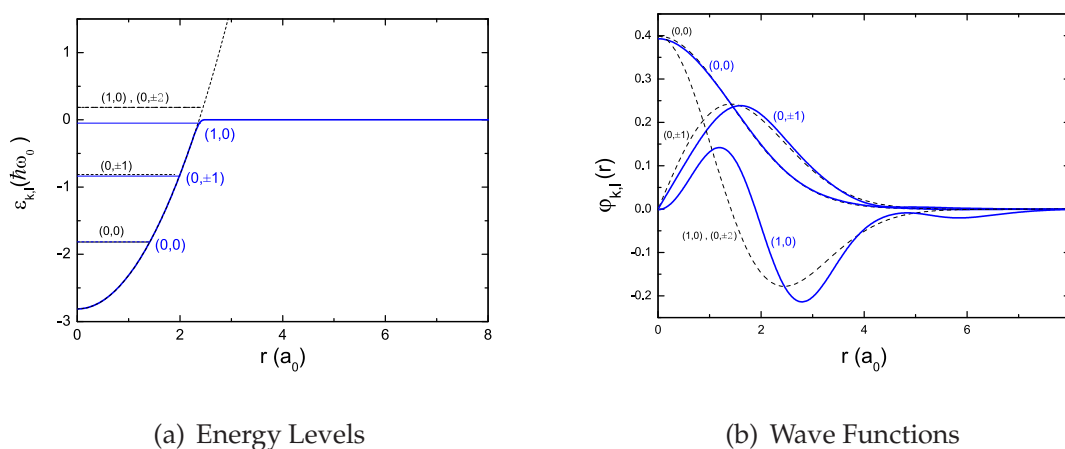 1
0
-1
-2
-3
ε_{k,l}(ħω_0)
(1,0) , (0,±2)
(1,0)
(0,±1)
(0,±1)
(0,0)
(0,0)
0 2 4 6 8
r (a_0)
(a) Energy Levels
0.4
0.3
0.2
0.1
0.0
-0.1
-0.2
φ_{k,l}(r)
(0,0)
(0,0)
(0,±1)
(0,±1)
(1,0) , (0,±2)
(1,0)
0 2 4 6
r (a_0)
(b) Wave Functions